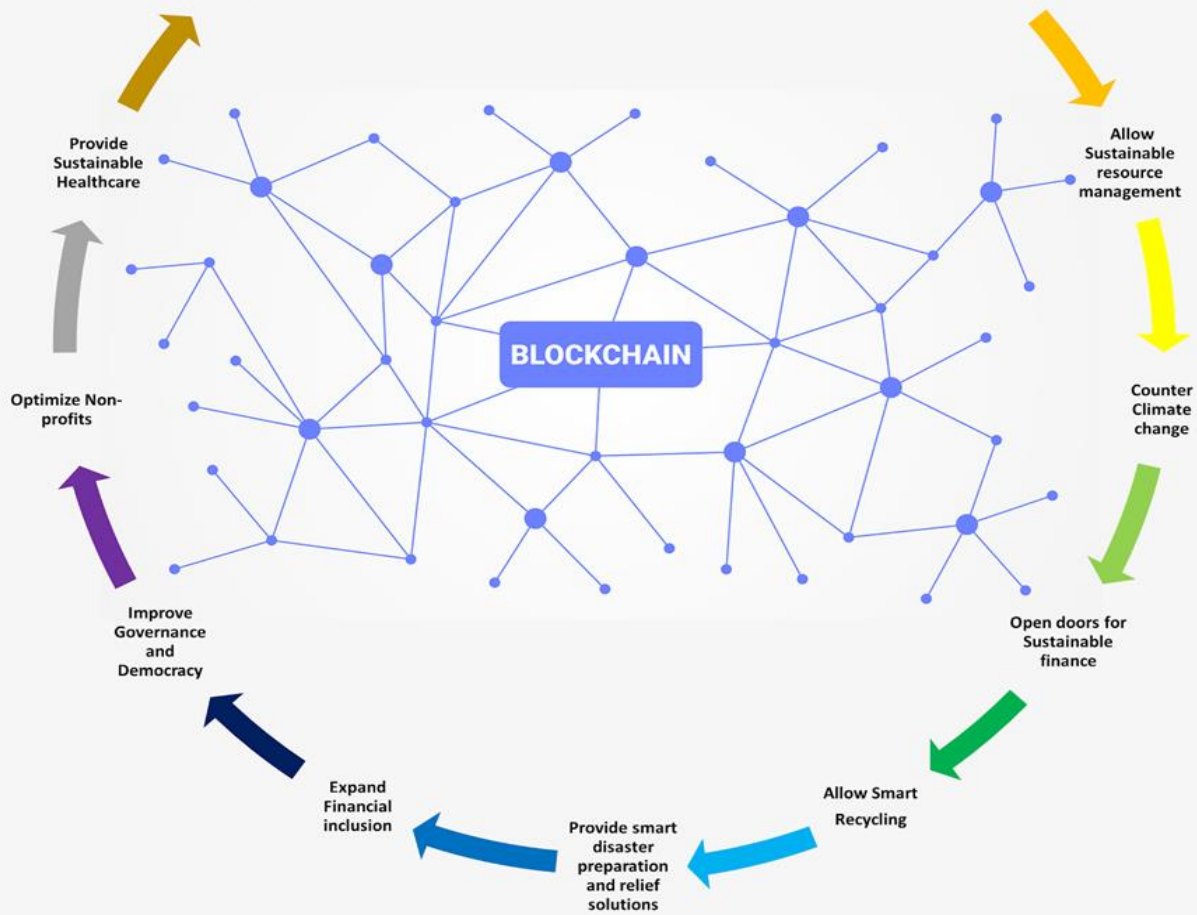 Provide
Sustainable
Healthcare
Allow
Sustainable
resource
management
BLOCKCHAIN
Optimize Non-
profits
Counter
Climate
change
Improve
Governance
and
Democracy
Open doors for
Sustainable
finance
Expand
Financial
inclusion
Provide smart
disaster
preparation
and relief
solutions
Allow Smart
Recycling